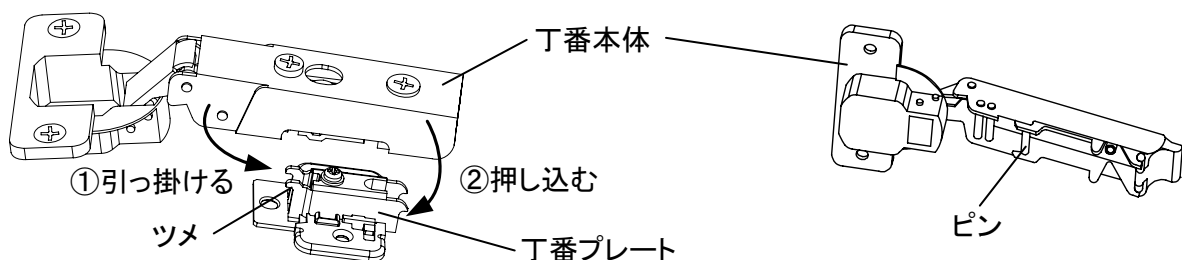 丁番本体
①引っ掛ける
②押し込む
ツメ
丁番プレート
ピン